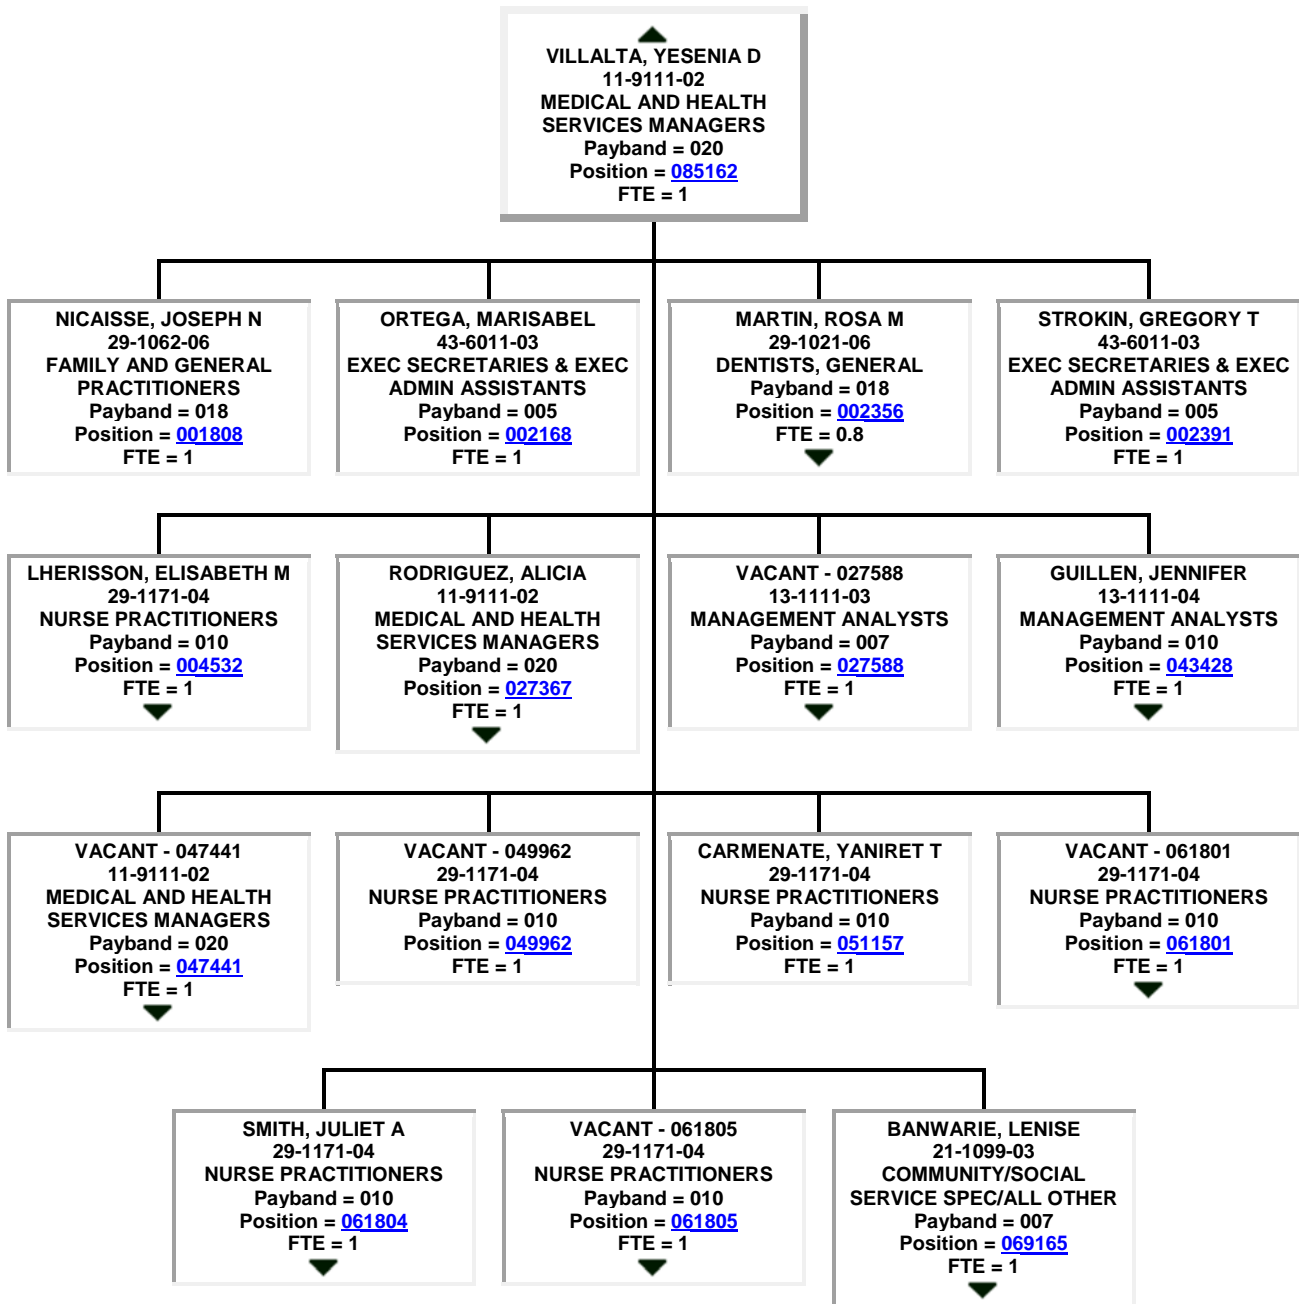 VILLALTA, YESENIA D
11-9111-02
MEDICAL AND HEALTH
SERVICES MANAGERS
Payband = 020
Position = 085162
FTE = 1
NICAISSE, JOSEPH N
29-1062-06
FAMILY AND GENERAL
PRACTITIONERS
Payband = 018
Position = 001808
FTE = 1
ORTEGA, MARISABEL
43-6011-03
EXEC SECRETARIES & EXEC
ADMIN ASSISTANTS
Payband = 005
Position = 002168
FTE = 1
MARTIN, ROSA M
29-1021-06
DENTISTS, GENERAL
Payband = 018
Position = 002356
FTE = 0.8
STROKIN, GREGORY T
43-6011-03
EXEC SECRETARIES & EXEC
ADMIN ASSISTANTS
Payband = 005
Position = 002391
FTE = 1
LHERISSON, ELISABETH M
29-1171-04
NURSE PRACTITIONERS
Payband = 010
Position = 004532
FTE = 1
RODRIGUEZ, ALICIA
11-9111-02
MEDICAL AND HEALTH
SERVICES MANAGERS
Payband = 020
Position = 027367
FTE = 1
VACANT - 027588
13-1111-03
MANAGEMENT ANALYSTS
Payband = 007
Position = 027588
FTE = 1
GUILLEN, JENNIFER
13-1111-04
MANAGEMENT ANALYSTS
Payband = 010
Position = 043428
FTE = 1
VACANT - 047441
11-9111-02
MEDICAL AND HEALTH
SERVICES MANAGERS
Payband = 020
Position = 047441
FTE = 1
VACANT - 049962
29-1171-04
NURSE PRACTITIONERS
Payband = 010
Position = 049962
FTE = 1
CARMENATE, YANIRET T
29-1171-04
NURSE PRACTITIONERS
Payband = 010
Position = 051157
FTE = 1
VACANT - 061801
29-1171-04
NURSE PRACTITIONERS
Payband = 010
Position = 061801
FTE = 1
SMITH, JULIET A
29-1171-04
NURSE PRACTITIONERS
Payband = 010
Position = 061804
FTE = 1
VACANT - 061805
29-1171-04
NURSE PRACTITIONERS
Payband = 010
Position = 061805
FTE = 1
BANWARIE, LENISE
21-1099-03
COMMUNITY/SOCIAL
SERVICE SPEC/ALL OTHER
Payband = 007
Position = 069165
FTE = 1